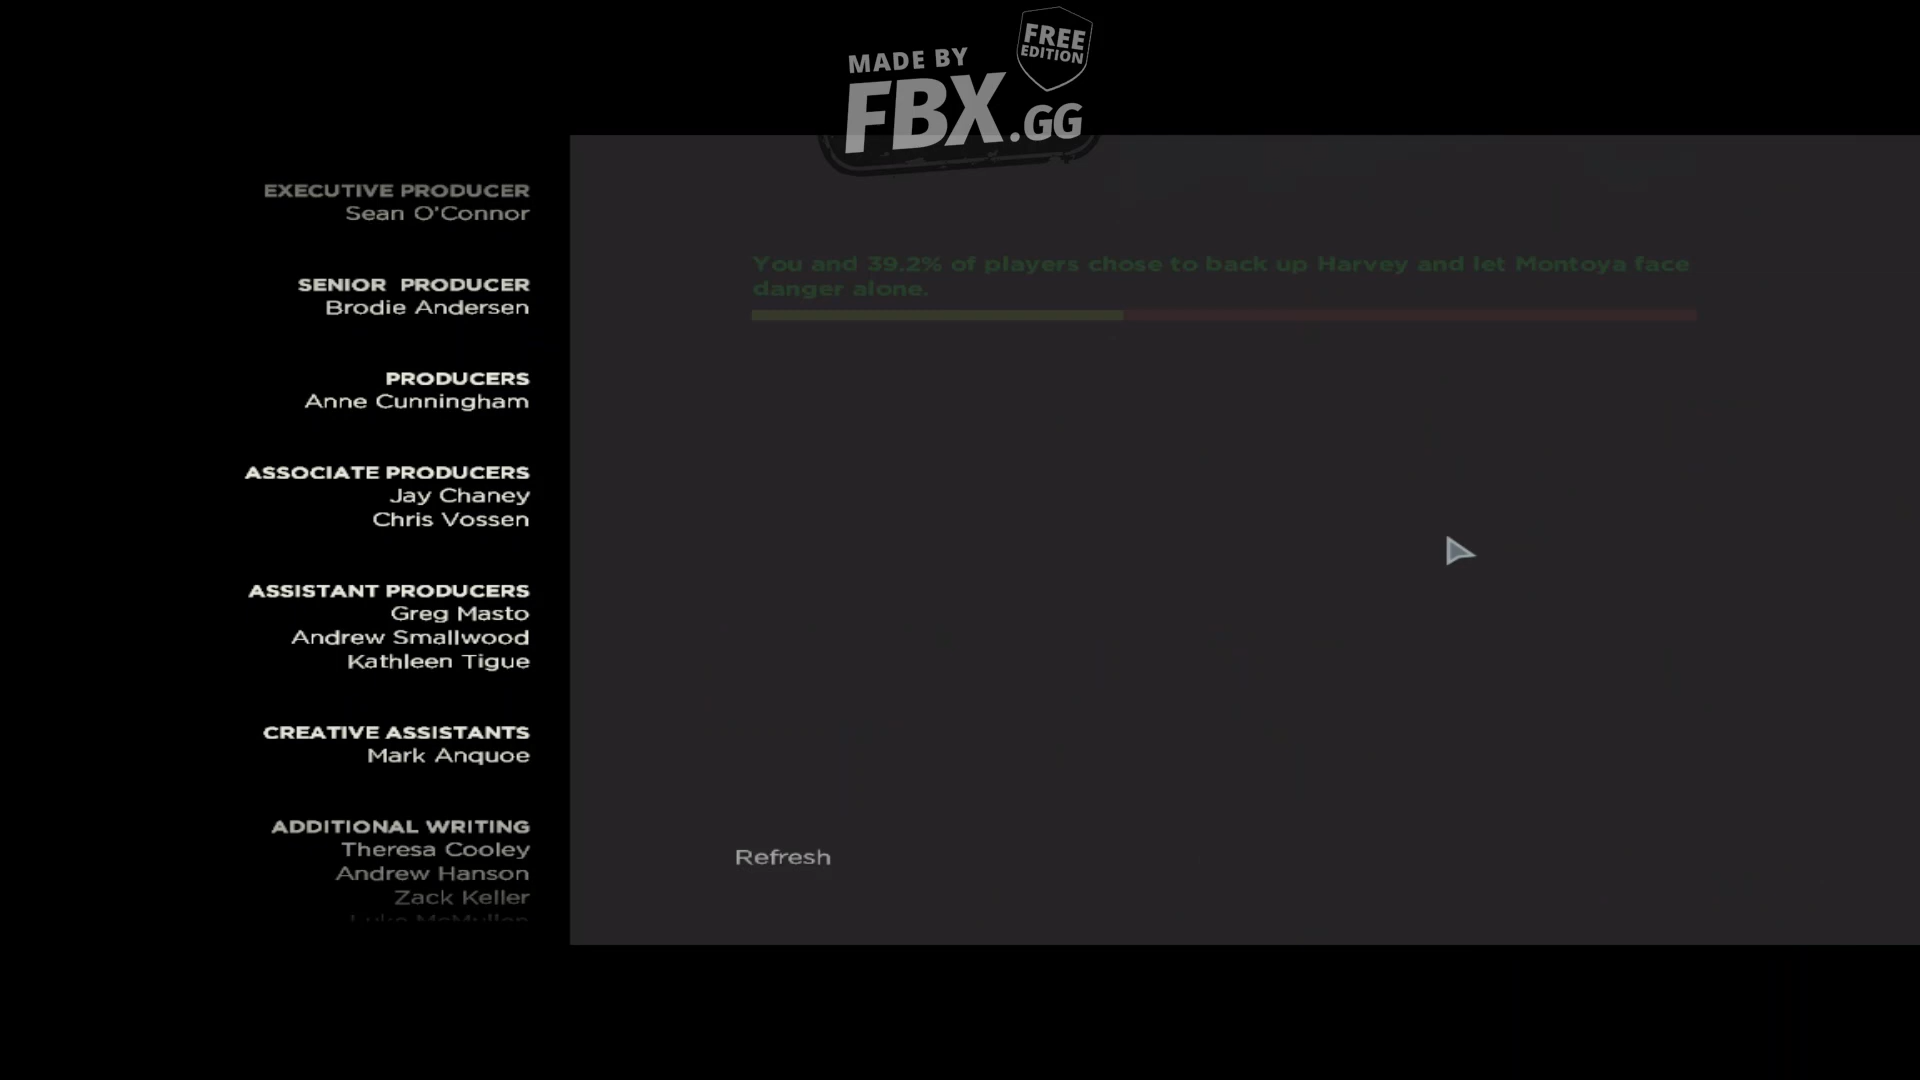 MADE BY
FREE
EDITION
FBX.GG
EXECUTIVE PRODUCER
Sean O'Connor
SENIOR PRODUCER
Brodie Andersen
PRODUCERS
Anne Cunningham
ASSOCIATE PRODUCERS
Jay Chaney
Chris Vossen
ASSISTANT PRODUCERS
Greg Masto
Andrew Smallwood
Kathleen Tigue
CREATIVE ASSISTANTS
Mark Anquoe
ADDITIONAL WRITING
Theresa Cooley
Andrew Hanson
Zack Keller
Luke McMullen
You and 39.2% of players chose to back up Harvey and let Montoya face
danger alone.
Refresh